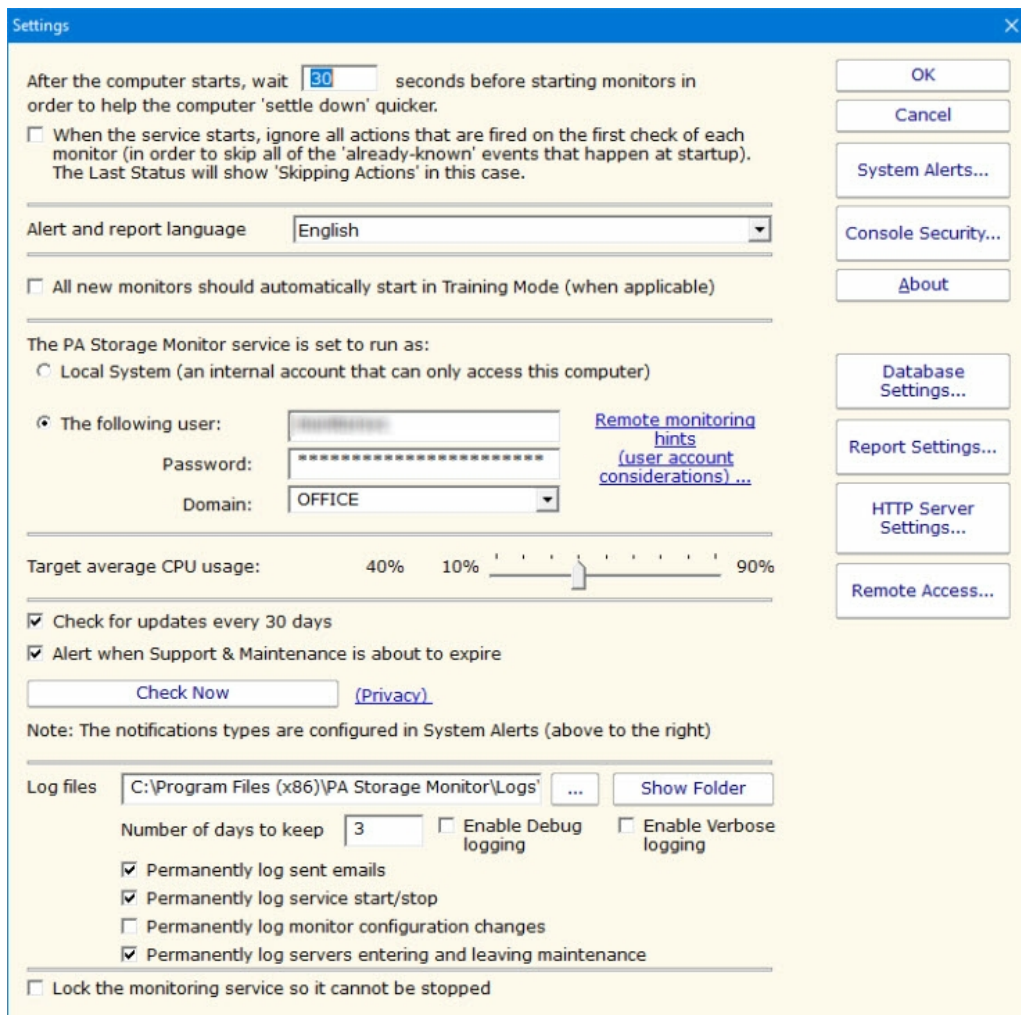 Settings
After the computer starts, wait 30 seconds before starting monitors in
order to help the computer 'settle down' quicker.
When the service starts, ignore all actions that are fired on the first check of each
monitor (in order to skip all of the 'already-known' events that happen at startup).
The Last Status will show 'Skipping Actions' in this case.
Alert and report language English
All new monitors should automatically start in Training Mode (when applicable)
The PA Storage Monitor service is set to run as:
Local System (an internal account that can only access this computer)
The following user:
Password: ***********************
Domain: OFFICE
Remote monitoring
hints
(user account
considerations) ...
Target average CPU usage: 40% 10% 90%
Check for updates every 30 days
Alert when Support & Maintenance is about to expire
Check Now (Privacy)
Note: The notifications types are configured in System Alerts (above to the right)
Log files C:\Program Files (x86)\PA Storage Monitor\Logs\ ... Show Folder
Number of days to keep 3
Enable Debug
logging
Enable Verbose
logging
Permanently log sent emails
Permanently log service start/stop
Permanently log monitor configuration changes
Permanently log servers entering and leaving maintenance
Lock the monitoring service so it cannot be stopped
OK
Cancel
System Alerts...
Console Security...
About
Database
Settings...
Report Settings...
HTTP Server
Settings...
Remote Access...